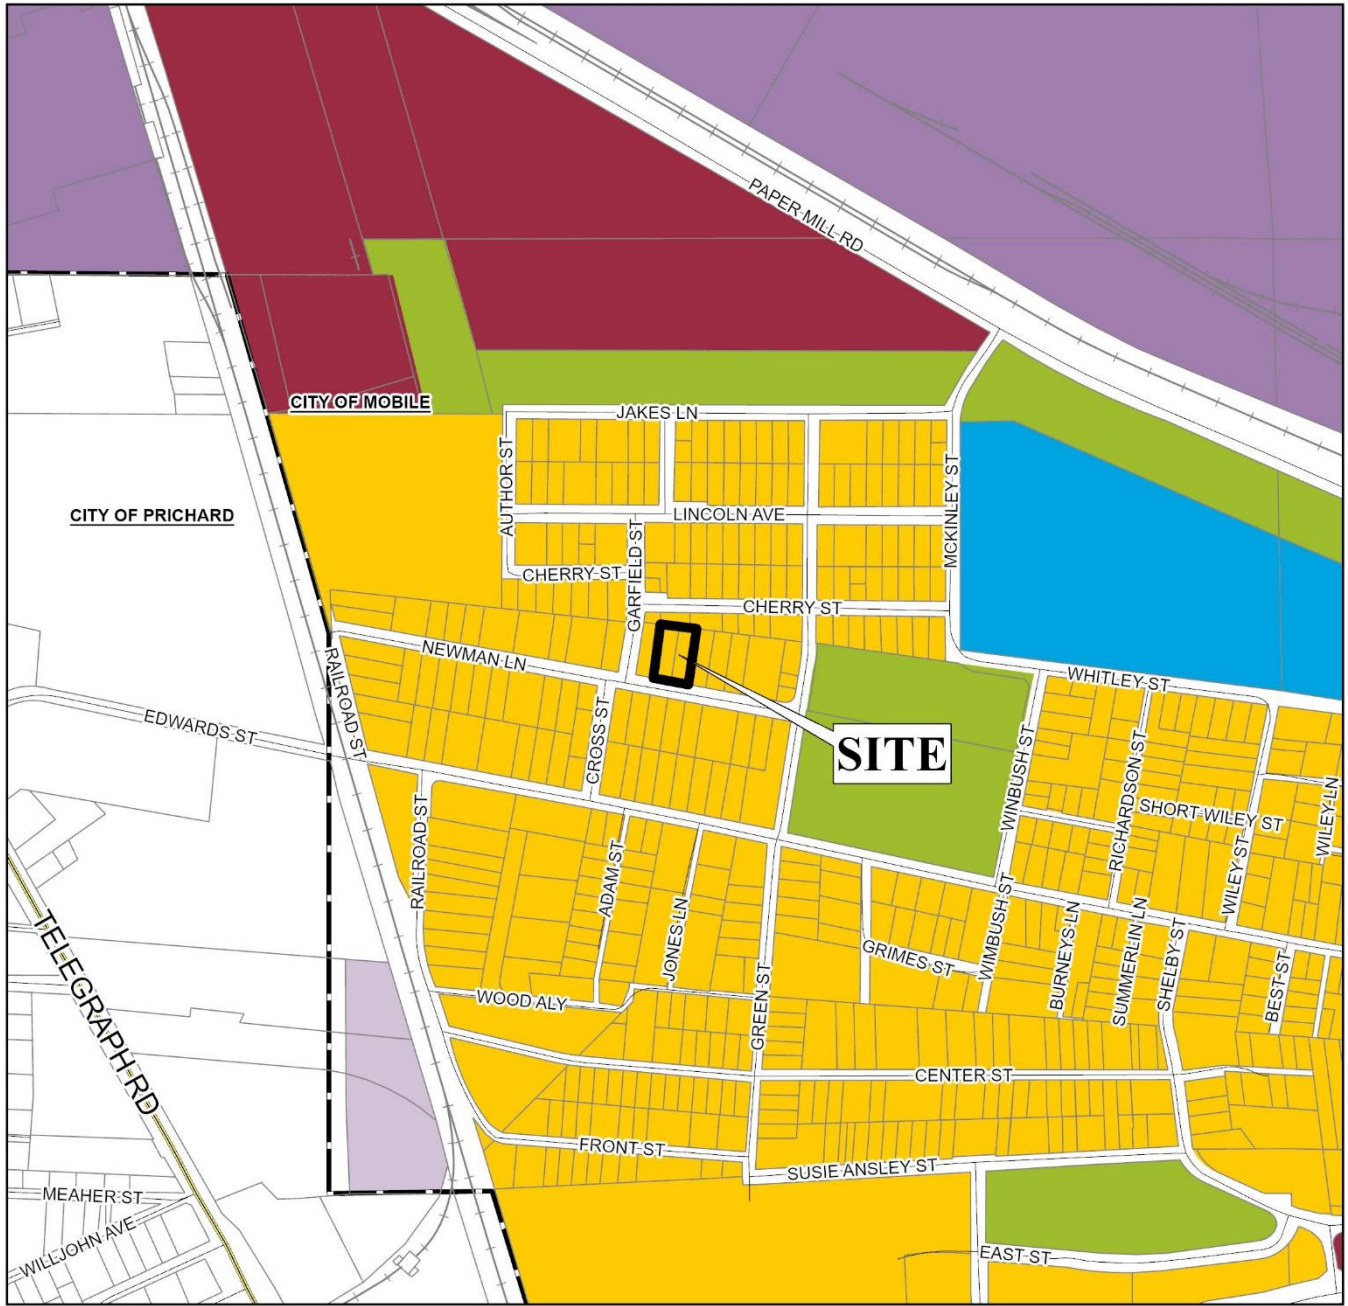 PAPER MILL RD
CITY OF MOBILE
JAKES LN
AUTHOR ST
MCKINLEY ST
CITY OF PRICHARD
LINCOLN AVE
GARFIELD ST
CHERRY ST
CHERRY ST
NEWMAN LN
RAILROAD ST
WHITLEY ST
EDWARDS ST
CROSS ST
SITE
WINBUSH ST
RICHARDSON ST
SHORT WILEY ST
WILEY LN
RAILROAD ST
ADAM ST
WILEY ST
TELEGRAPH RD
JONES LN
GRIMES ST
WIMBUSH ST
BURNEYS LN
SUMMERLIN LN
SHELBY ST
BEST ST
WOOD ALY
GREEN ST
CENTER ST
FRONT ST
SUSIE ANSLEY ST
MEAHER ST
WILLJOHN AVE
EAST ST